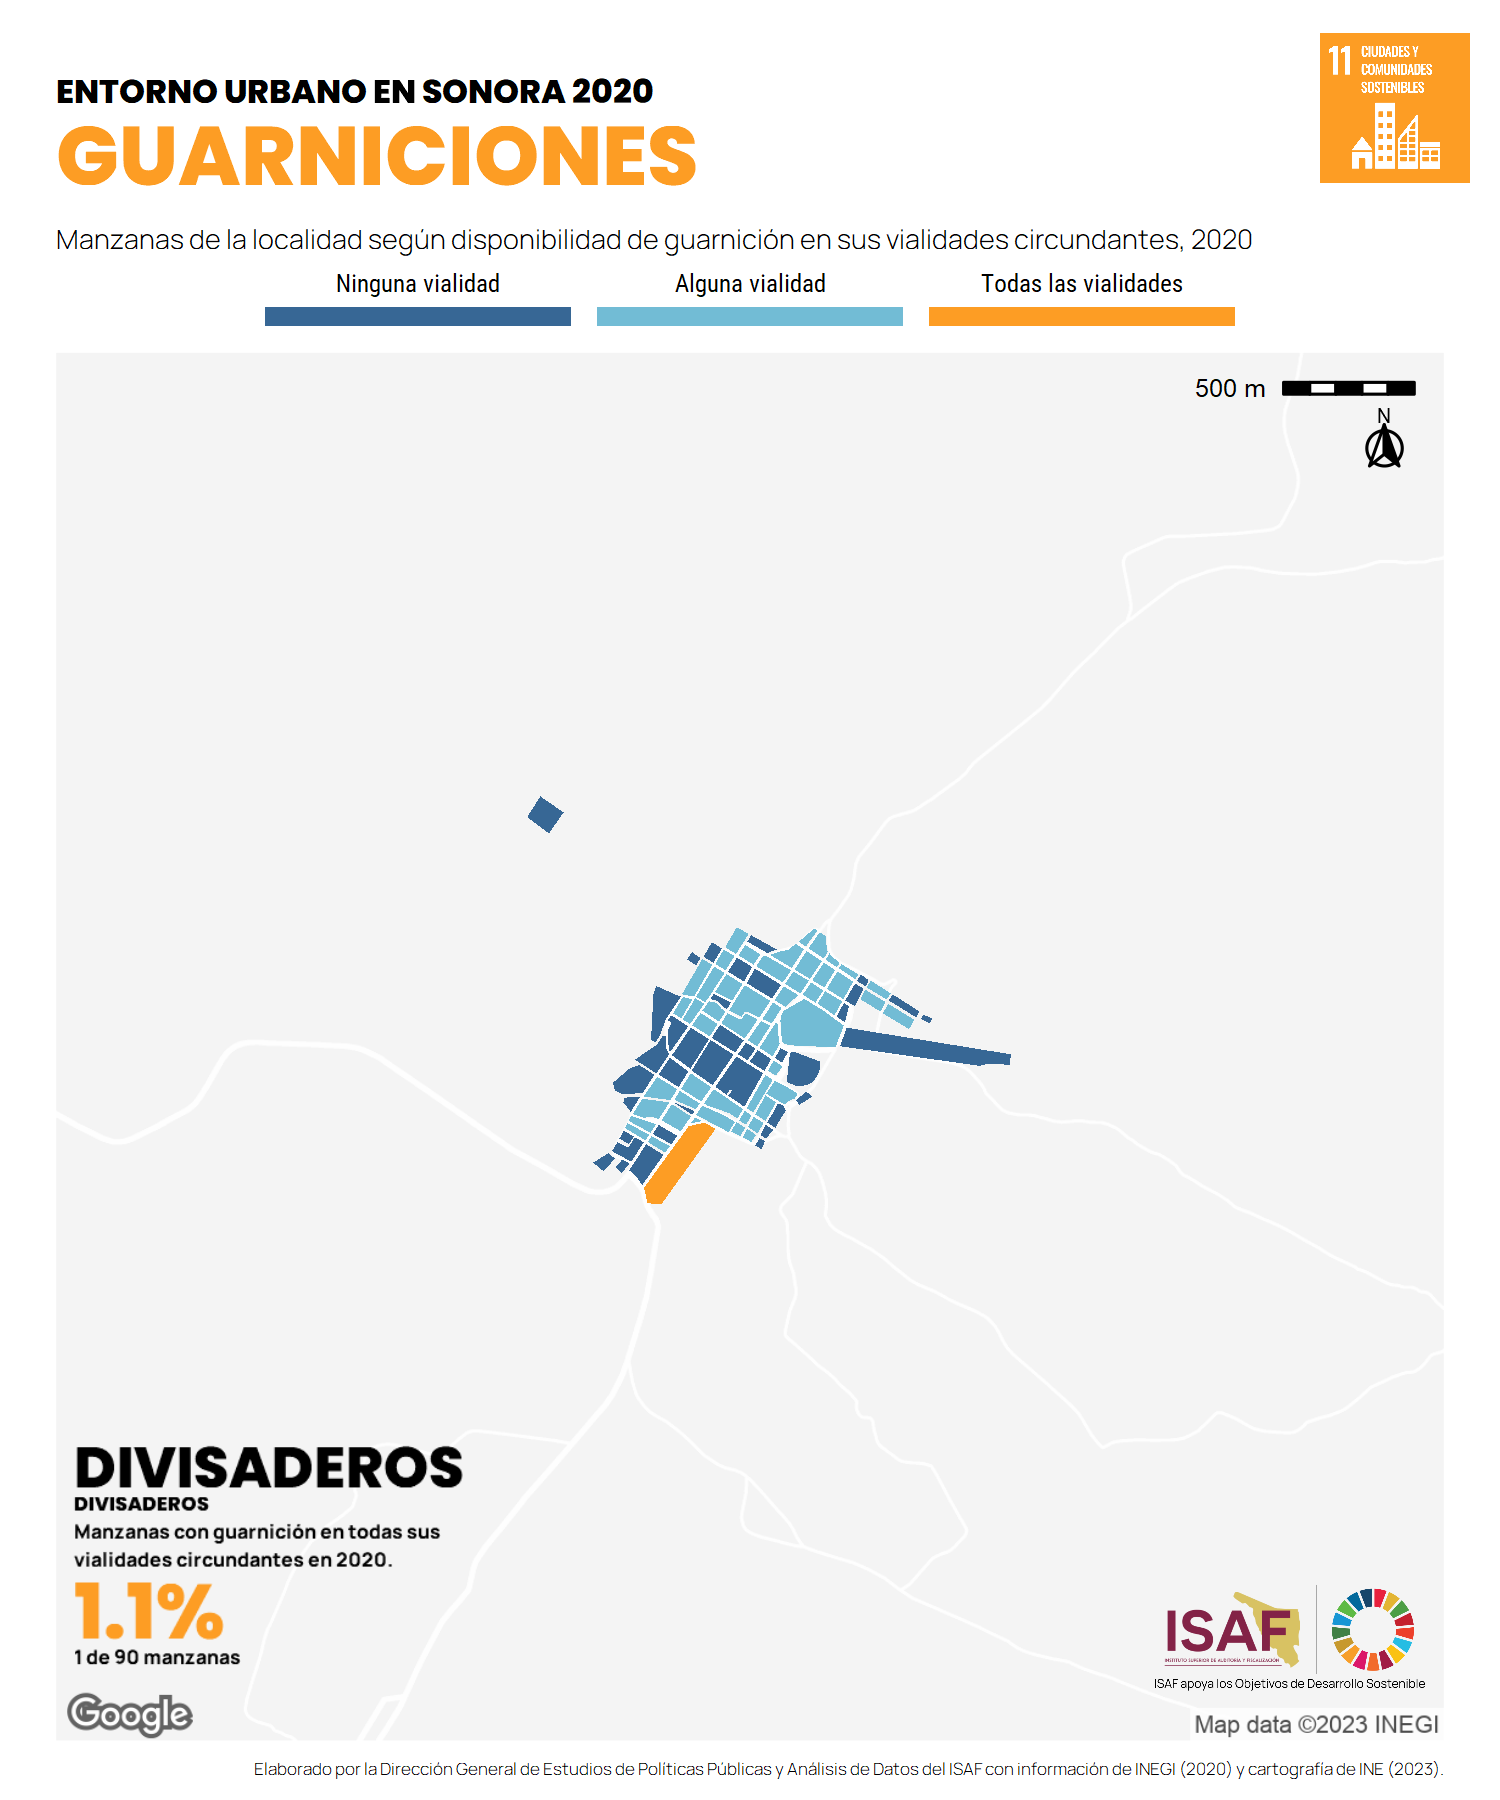 ENTORNO URBANO EN SONORA 2020
GUARNICIONES
11 CIUDADES Y
COMUNIDADES
SOSTENIBLES
Manzanas de la localidad según disponibilidad de guarnición en sus vialidades circundantes, 2020
Ninguna vialidad
Alguna vialidad
Todas las vialidades
500 m
N
DIVISADEROS
DIVISADEROS
Manzanas con guarnición en todas sus
vialidades circundantes en 2020.
1.1%
1 de 90 manzanas
Google
ISAF
INSTITUTO SUPERIOR DE AUDITORÍA Y FISCALIZACIÓN
ISAF apoya los Objetivos de Desarrollo Sostenible
Map data ©2023 INEGI
Elaborado por la Dirección General de Estudios de Políticas Públicas y Análisis de Datos del ISAF con información de INEGI (2020) y cartografía de INE (2023).